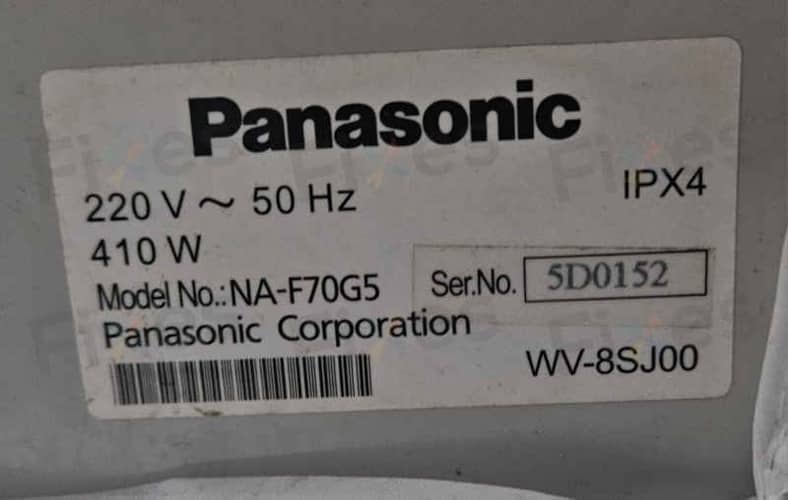 Panasonic
220 V ~ 50 Hz
IPX4
410 W
Model No.:NA-F70G5
Ser.No. 5D0152
Panasonic Corporation
WV-8SJ00